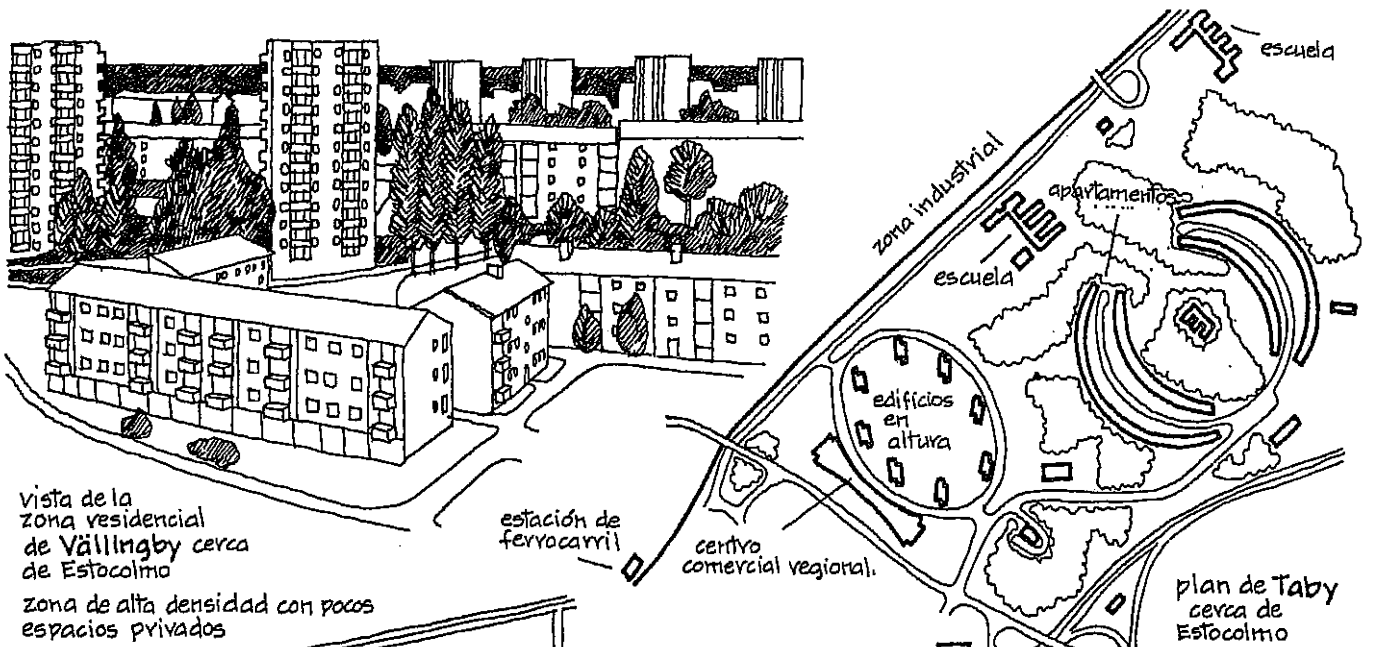 vista de la
zona residencial
de Vällingby cerca
de Estocolmo
zona de alta densidad con pocos
espacios privados
escuela
zona industrial
apartamentos
escuela
edificios
en
altura
estación de
ferrocarril
centro
comercial regional.
plan de Taby
cerca de
Estocolmo